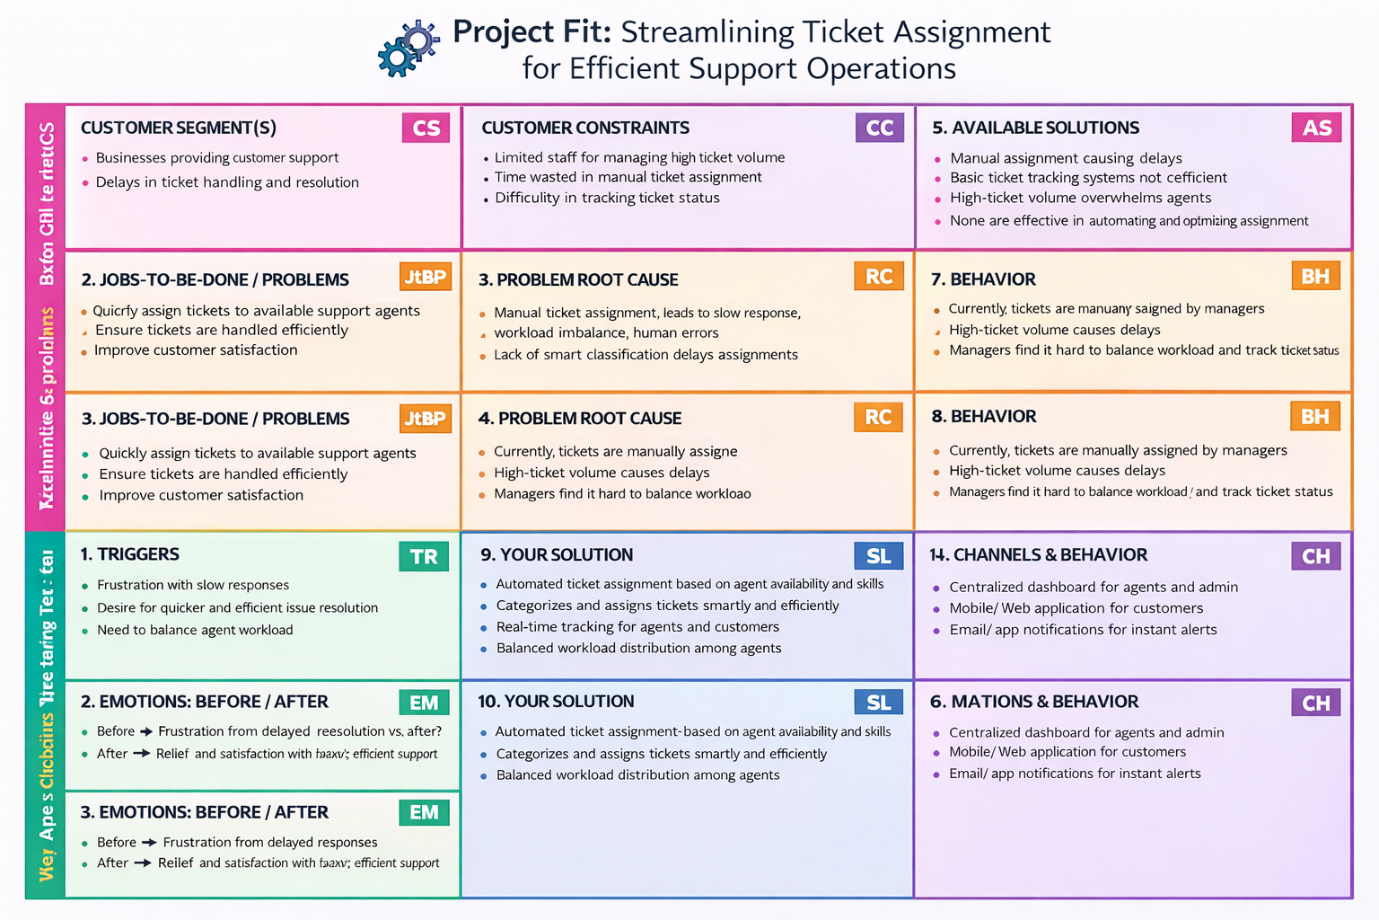 Project Fit: Streamlining Ticket Assignment
for Efficient Support Operations
CUSTOMER SEGMENT(S)
CS
• Businesses providing customer support
• Delays in ticket handling and resolution
CUSTOMER CONSTRAINTS
CC
• Limited staff for managing high ticket volume
• Time wasted in manual ticket assignment
• Difficulity in tracking ticket status
5. AVAILABLE SOLUTIONS
AS
• Manual assignment causing delays
• Basic ticket tracking systems not cefficient
• High-ticket volume overwhelms agents
• None are effective in automating and optimizing assignment
2. JOBS-TO-BE-DONE / PROBLEMS
JtBP
• Quicrfy assign tickets to available support agents
• Ensure tickets are handled efficiently
• Improve customer satisfaction
3. PROBLEM ROOT CAUSE
RC
• Manual ticket assignment, leads to slow response,
• workload imbalance, human errors
• Lack of smart classification delays assignments
7. BEHAVIOR
BH
• Currently, tickets are manuany saigned by managers
• High-ticket volume causes delays
• Managers find it hard to balance workload and track ticket satus
3. JOBS-TO-BE-DONE / PROBLEMS
JtBP
• Quickly assign tickets to available support agents
• Ensure tickets are handled efficiently
• Improve customer satisfaction
4. PROBLEM ROOT CAUSE
RC
• Currently, tickets are manually assigne
• High-ticket volume causes delays
• Managers find it hard to balance workloao
8. BEHAVIOR
BH
• Currently, tickets are manually assigned by managers
• High-ticket volume causes delays
• Managers find it hard to balance workload / and track ticket status
1. TRIGGERS
TR
• Frustration with slow responses
• Desire for quicker and efficient issue resolution
• Need to balance agent workload
9. YOUR SOLUTION
SL
• Automated ticket assignment based on agent availability and skills
• Categorizes and assigns tickets smartly and efficiently
• Real-time tracking for agents and customers
• Balanced workload distribution among agents
14. CHANNELS & BEHAVIOR
CH
• Centralized dashboard for agents and admin
• Mobile/ Web application for customers
• Email/ app notifications for instant alerts
2. EMOTIONS: BEFORE / AFTER
EM
• Before → Frustration from delayed reesolution vs, after?
• After → Relief and satisfaction with efficient support
10. YOUR SOLUTION
SL
• Automated ticket assignment-based on agent availability and skills
• Categorizes and assigns tickets smartly and efficiently
• Balanced workload distribution among agents
6. MATIONS & BEHAVIOR
CH
• Centralized dashboard for agents and admin
• Mobile/ Web application for customers
• Email/ app notifications for instant alerts
3. EMOTIONS: BEFORE / AFTER
EM
• Before → Frustration from delayed responses
• After → Reilef and satisfaction with efficient support